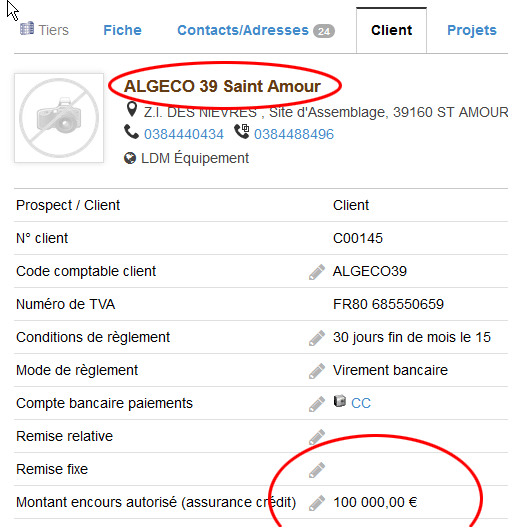 Tiers Fiche Contacts/Adresses 24 Client Projets
ALGECO 39 Saint Amour
Z.I. DES NIEVRES , Site d'Assemblage, 39160 ST AMOUR
0384440434 0384488496
LDM Équipement
Prospect / Client Client
N° client C00145
Code comptable client ALGECO39
Numéro de TVA FR80 685550659
Conditions de règlement 30 jours fin de mois le 15
Mode de règlement Virement bancaire
Compte bancaire paiements CC
Remise relative
Remise fixe
Montant encours autorisé (assurance crédit) 100 000,00 €